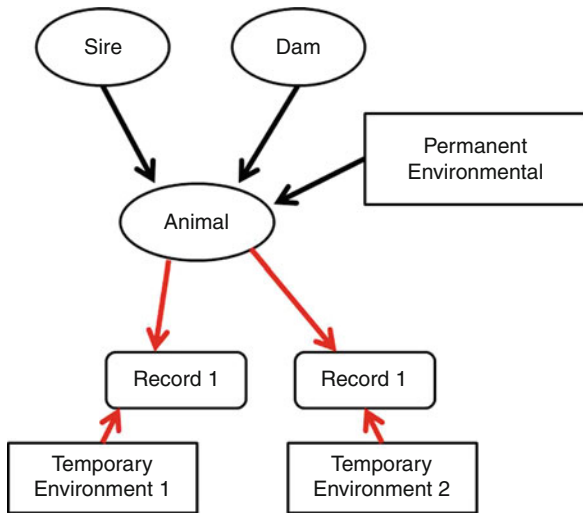 Sire
Dam
Permanent
Environmental
Animal
Record 1
Record 1
Temporary
Environment 1
Temporary
Environment 2